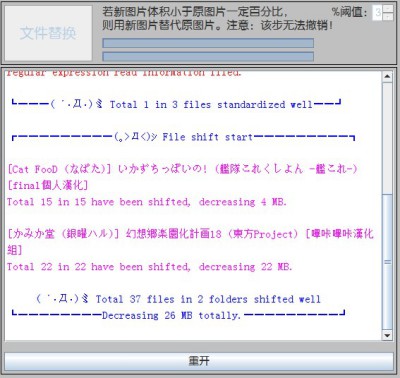 文件替换
若新图片体积小于原图片一定百分比，
%阈值：
3
则用新图片替代原图片。注意：该步无法撤销！
regular expression read information filed.
┗━━━━(´･Д･)ﾐ Total 1 in 3 files standardized well━━┛
┏━━━━━━━━━━(｡>Д<)ｼ File shift start━━━━━━━━━━┓
[Cat FooD (なぱた)] いかずちっぱいの! (艦隊これくしょん -艦これ-)
[final個人漢化]
Total 15 in 15 have been shifted, decreasing 4 MB.
[かみか堂 (銀曜ハル)] 幻想郷楽園化計画18 (東方Project) [嗶咔嗶咔漢化
組]
Total 22 in 22 have been shifted, decreasing 22 MB.
(´･Д･)ﾐ Total 37 files in 2 folders shifted well
┗━━━━━━━━━Decreasing 26 MB totally.━━━━━━━━━━┛
重开